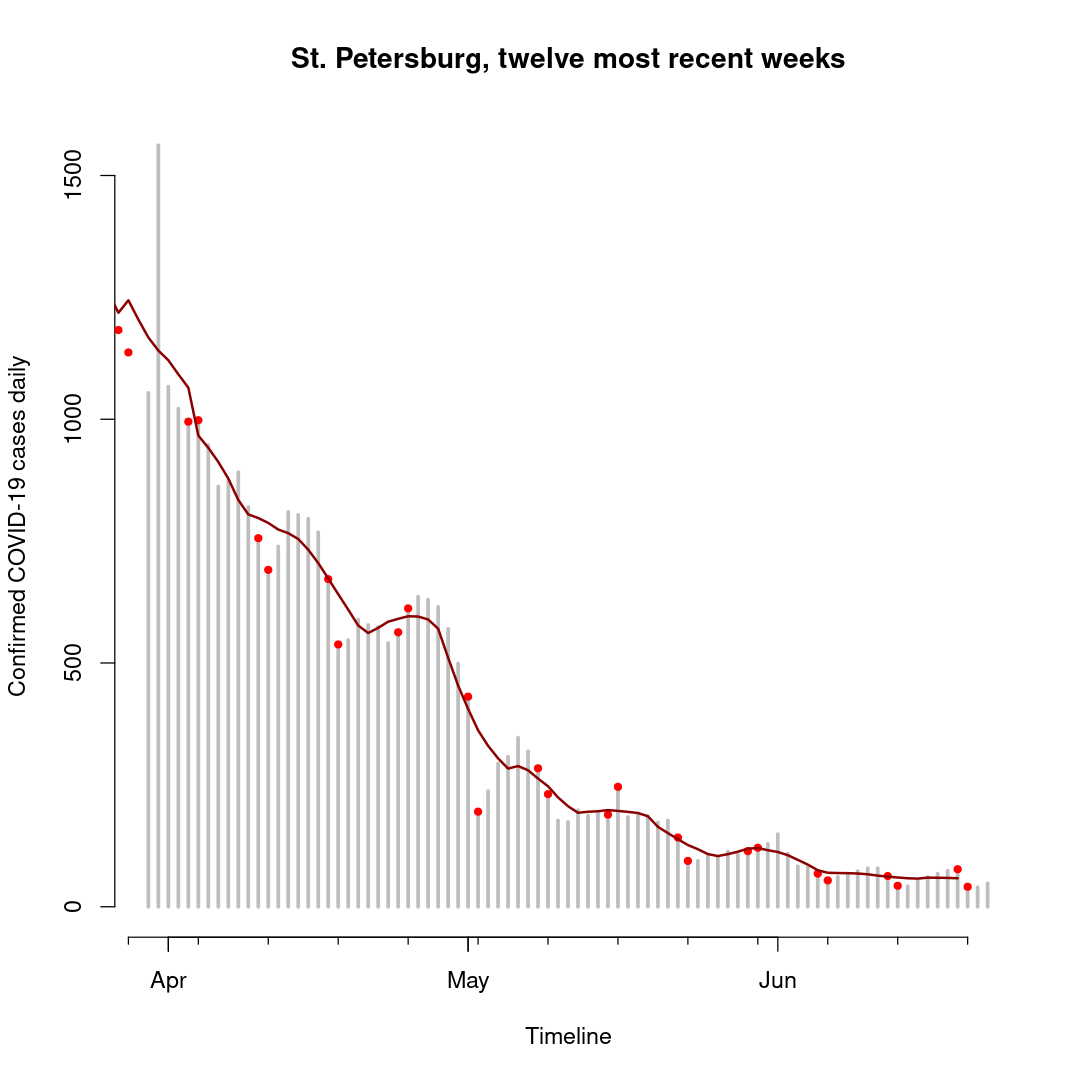 St. Petersburg, twelve most recent weeks
Confirmed COVID-19 cases daily
1500
1000
500
0
Apr May Jun
Timeline